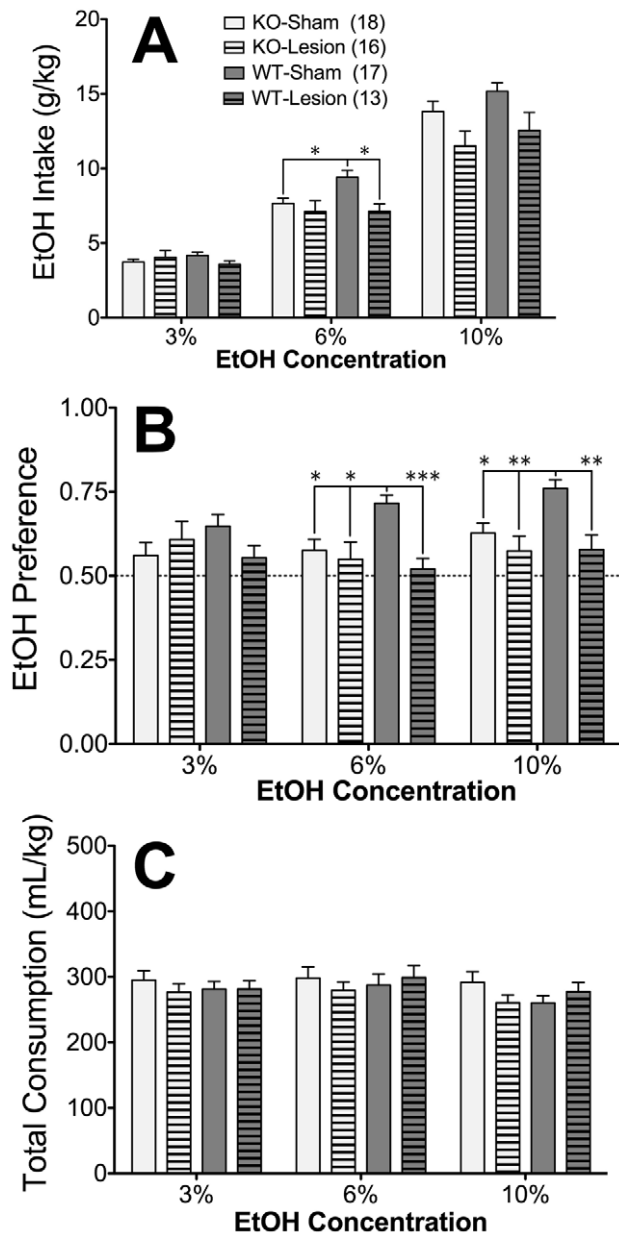 A
EtOH Intake (g/kg)
20
15
10
5
0
KO-Sham (18)
KO-Lesion (16)
WT-Sham (17)
WT-Lesion (13)
* *
3% 6% 10%
EtOH Concentration
B
EtOH Preference
1.00
0.75
0.50
0.25
0.00
* * *** * ** **
3% 6% 10%
EtOH Concentration
C
Total Consumption (mL/kg)
500
400
300
200
100
0
3% 6% 10%
EtOH Concentration